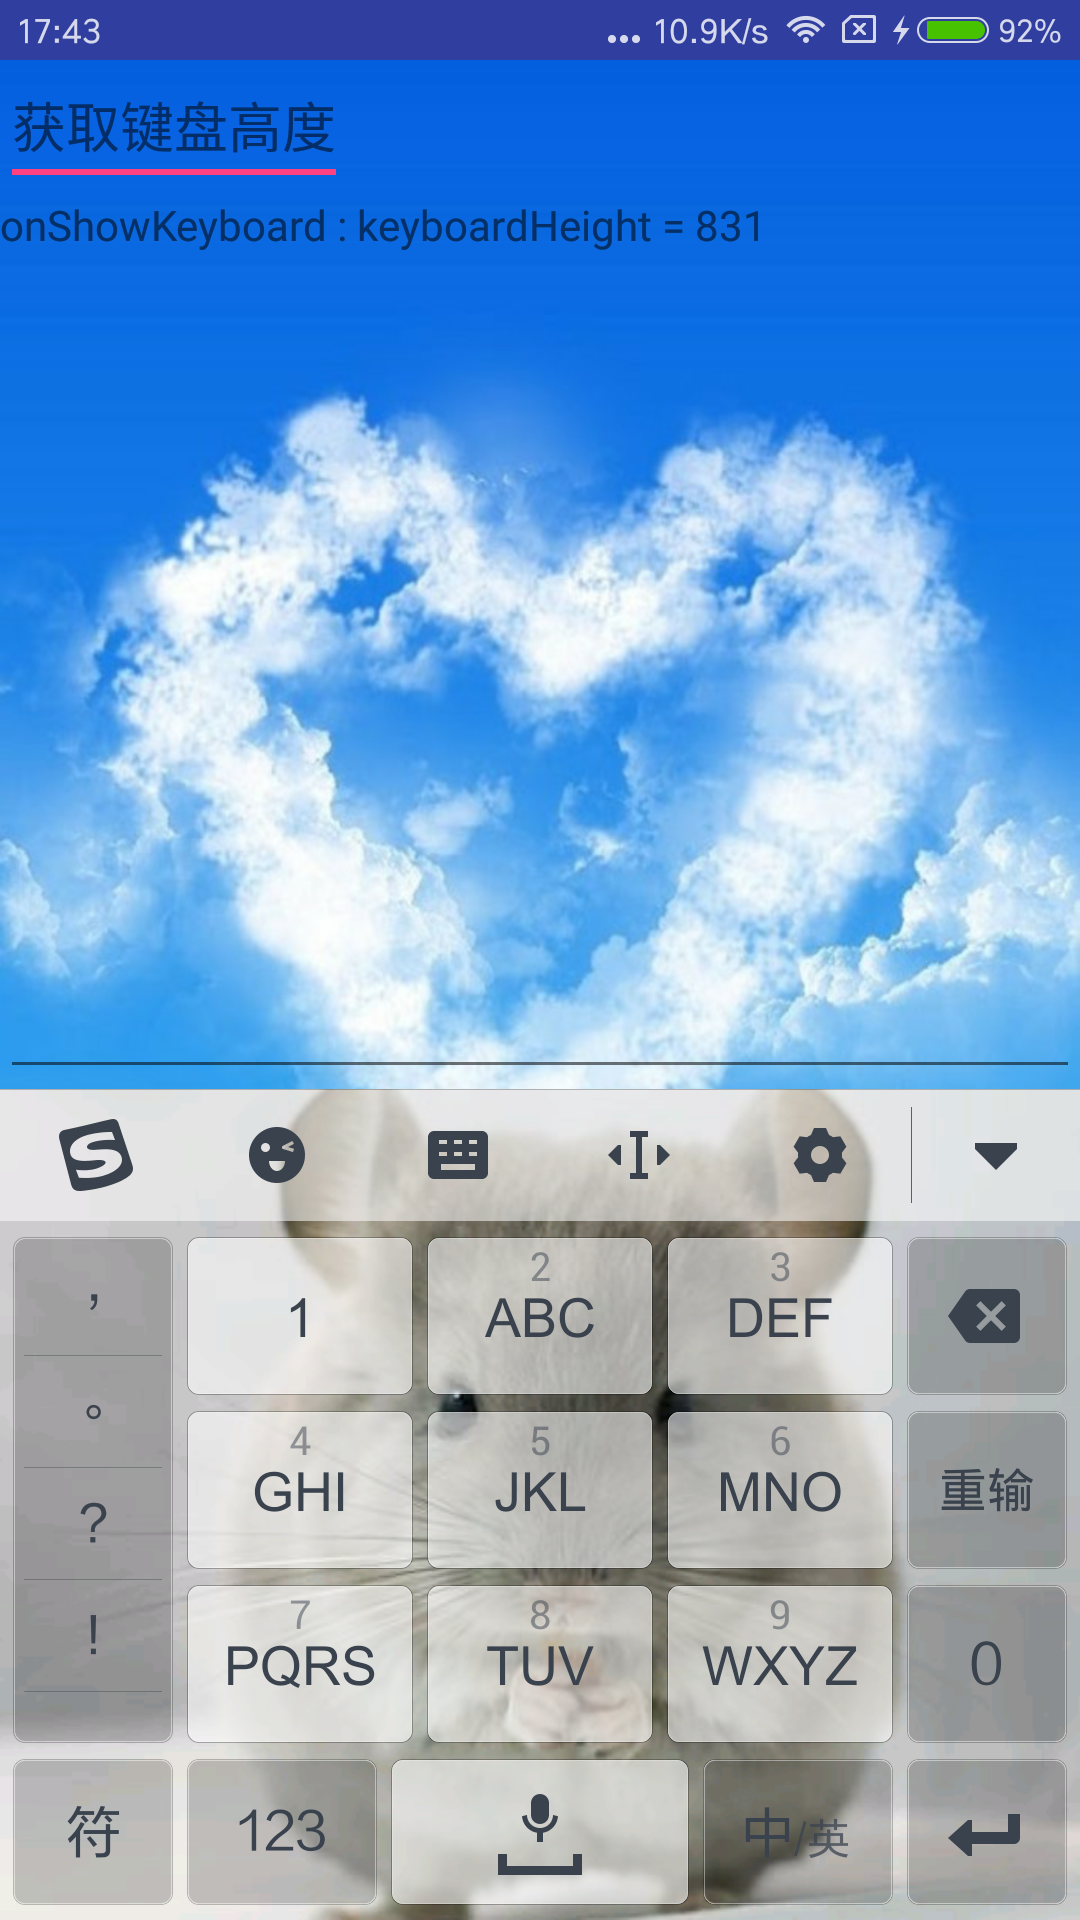 17:43 ... 10.9K/s 92%
获取键盘高度
onShowKeyboard : keyboardHeight = 831
,
1
2
ABC
3
DEF
。
4
GHI
5
JKL
6
MNO
重输
?
!
7
PQRS
8
TUV
9
WXYZ
0
符
123
中/英